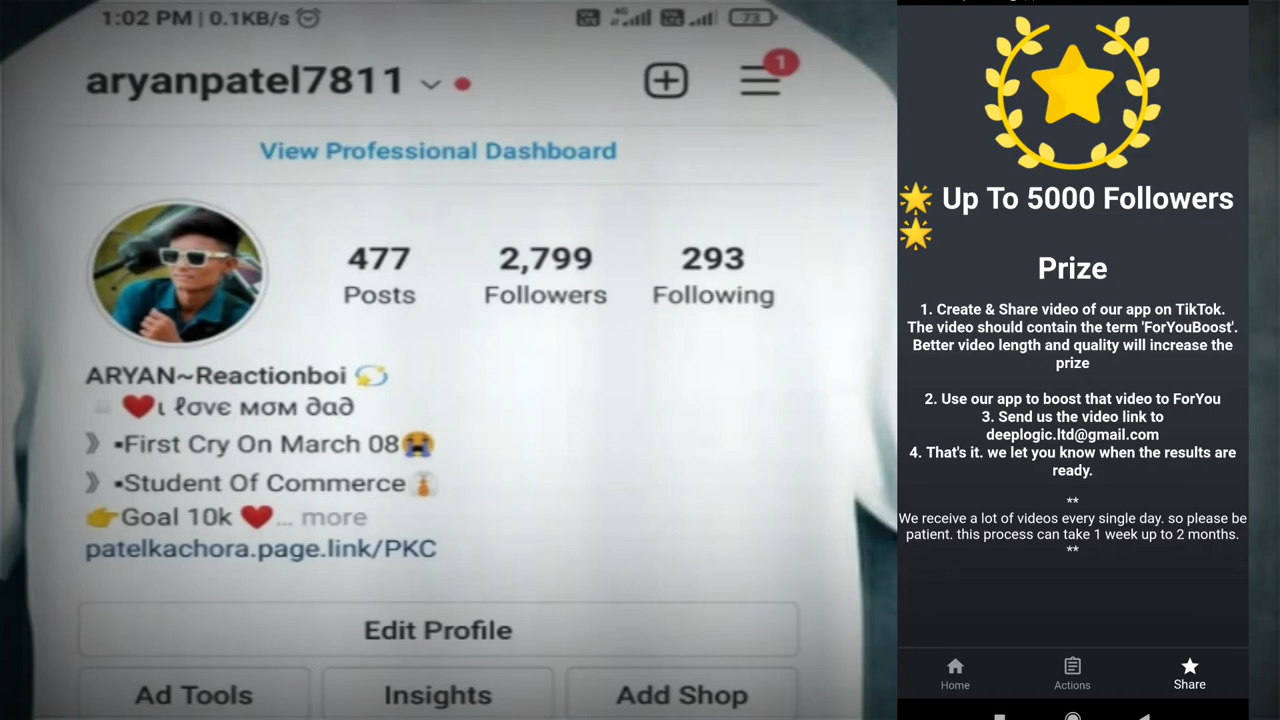 1:02 PM | 0.1KB/s
4G
73
aryanpatel7811
1
View Professional Dashboard
477
Posts
2,799
Followers
293
Following
ARYAN~Reactionboi 💫
❤️ι ℓσνє мσм ∂α∂
》▪First Cry On March 08😭
》▪Student Of Commerce
👉Goal 10k ❤️... more
patelkachora.page.link/PKC
Edit Profile
Ad Tools
Insights
Add Shop
🌟 Up To 5000 Followers
🌟
Prize
1. Create & Share video of our app on TikTok.
The video should contain the term 'ForYouBoost'.
Better video length and quality will increase the
prize
2. Use our app to boost that video to ForYou
3. Send us the video link to
deeplogic.ltd@gmail.com
4. That's it. we let you know when the results are
ready.
**
We receive a lot of videos every single day. so please be
patient. this process can take 1 week up to 2 months.
**
Home
Actions
Share